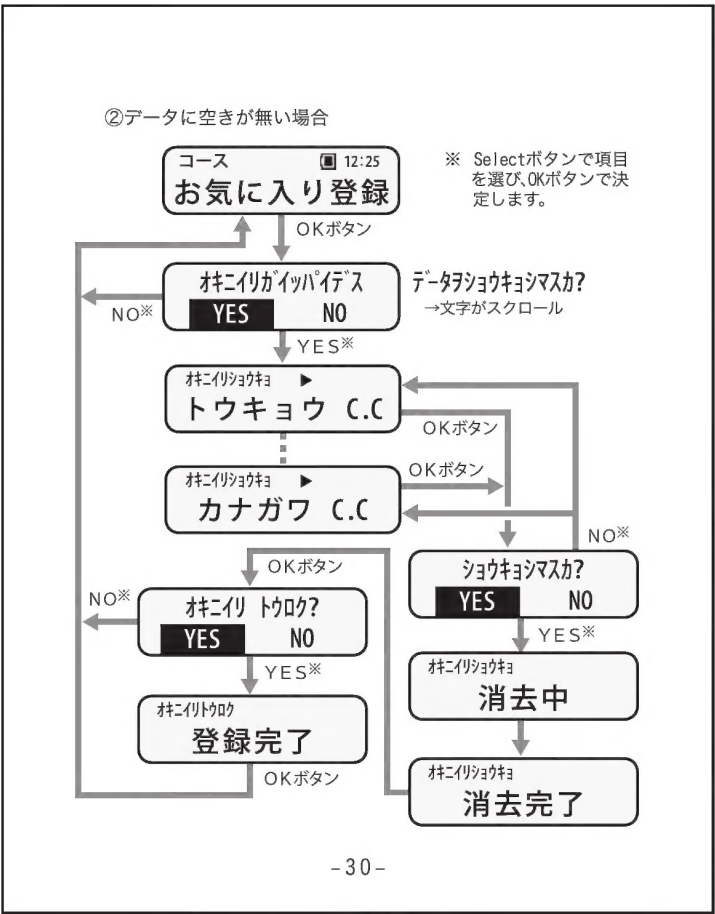 ②データに空きが無い場合
コース 12:25
お気に入り登録
※ Selectボタンで項目
を選び、OKボタンで決
定します。
OKボタン
ｵｷﾆｲﾘｶﾞｲｯﾊﾟｲﾃﾞｽ
YES NO
ﾃﾞｰﾀｦｼｮｳｷｮｼﾏｽｶ?
→文字がスクロール
NO※
YES※
ｵｷﾆｲﾘｼｮｳｷｮ ▶
トウキョウ C.C
OKボタン
OKボタン
ｵｷﾆｲﾘｼｮｳｷｮ ▶
カナガワ C.C
NO※
OKボタン
ｼｮｳｷｮｼﾏｽｶ?
YES NO
NO※
ｵｷﾆｲﾘ ﾄｳﾛｸ?
YES NO
YES※
YES※
ｵｷﾆｲﾘｼｮｳｷｮ
消去中
ｵｷﾆｲﾘﾄｳﾛｸ
登録完了
OKボタン
ｵｷﾆｲﾘｼｮｳｷｮ
消去完了
-30-